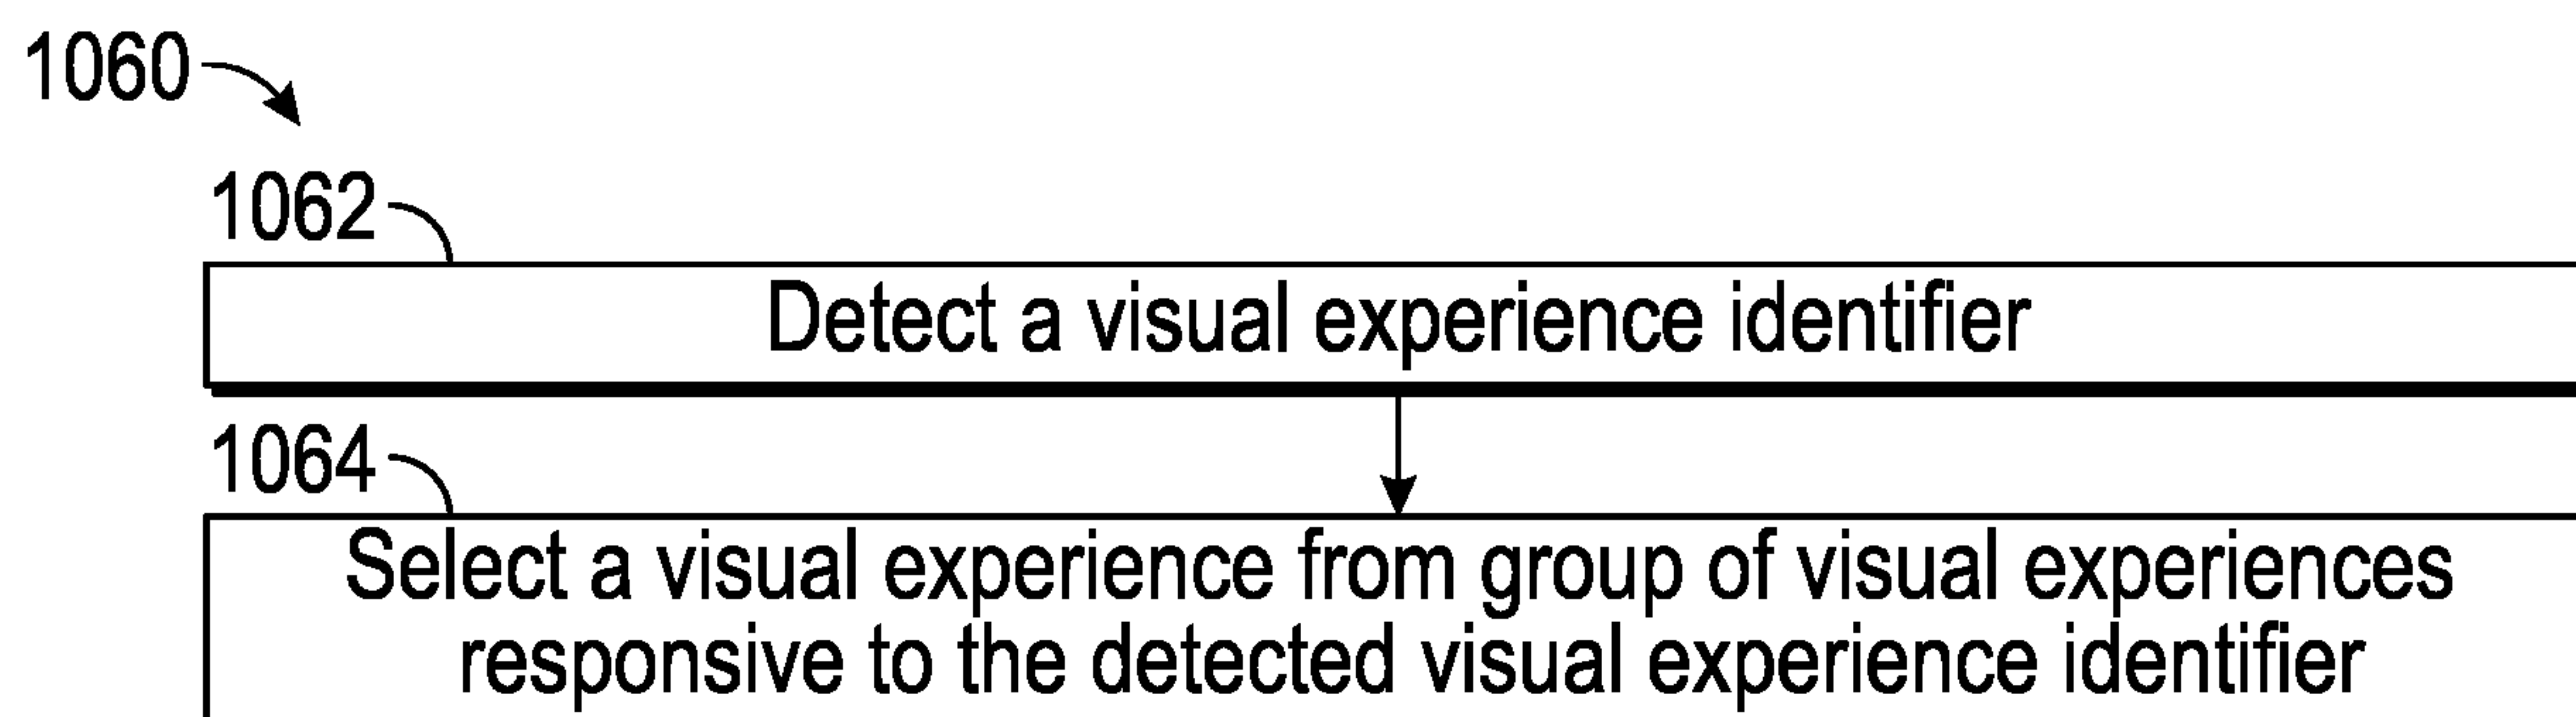 1060
1062
Detect a visual experience identifier
1064
Select a visual experience from group of visual experiences
responsive to the detected visual experience identifier